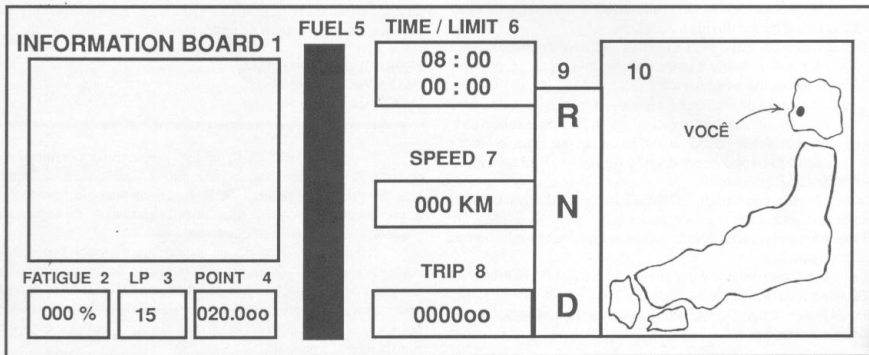 INFORMATION BOARD 1
FATIGUE 2
000 %
LP 3
15
POINT 4
020.0oo
FUEL 5
TIME / LIMIT 6
08 : 00
00 : 00
SPEED 7
000 KM
TRIP 8
0000oo
9
R
N
D
10
VOCÊ